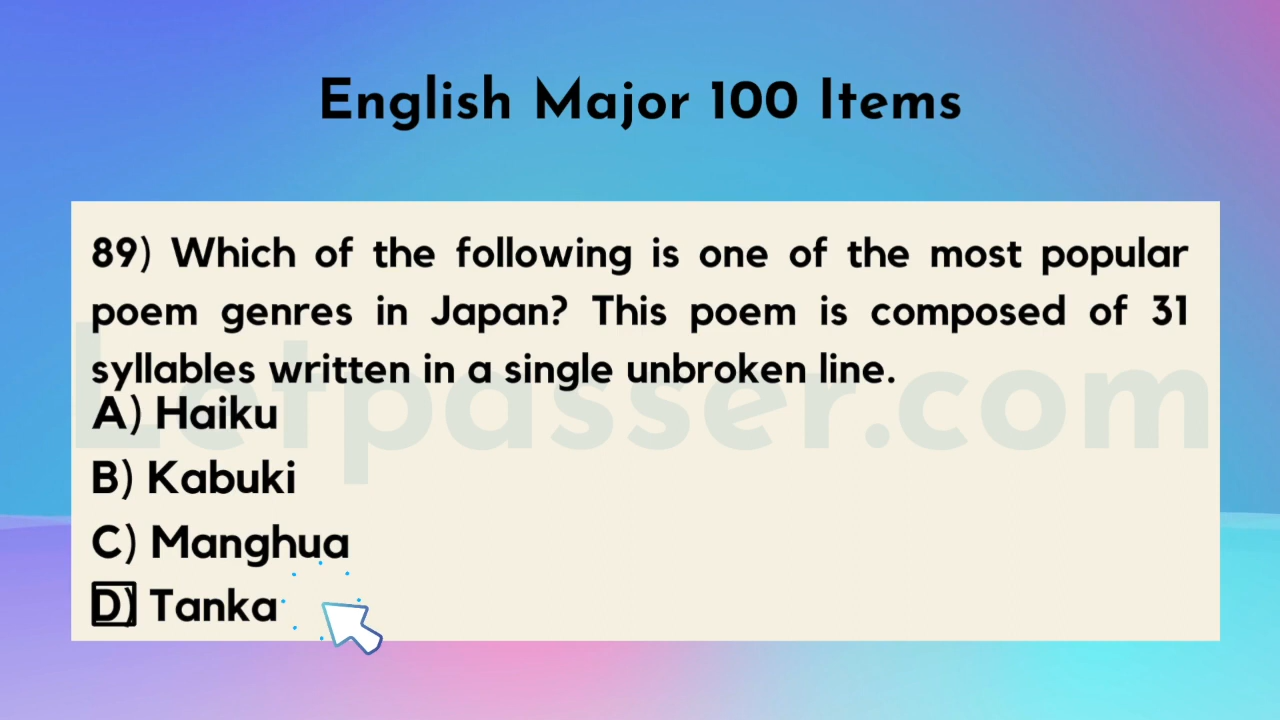 English Major 100 Items
89) Which of the following is one of the most popular
poem genres in Japan? This poem is composed of 31
syllables written in a single unbroken line.
Letpasser.com
A) Haiku
B) Kabuki
C) Manghua
D) Tanka